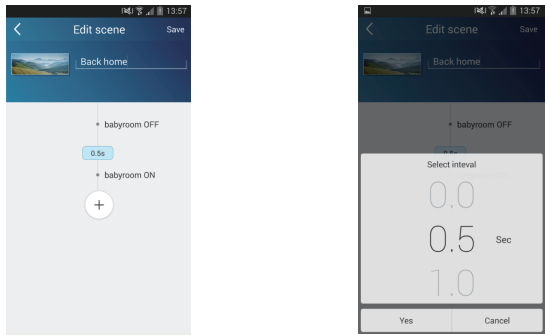 13:57
Edit scene Save
Back home
babyroom OFF
0.5s
babyroom ON
+
13:57
Edit scene Save
Back home
babyroom OFF
Select inteval
0.0
0.5 Sec
1.0
Yes Cancel